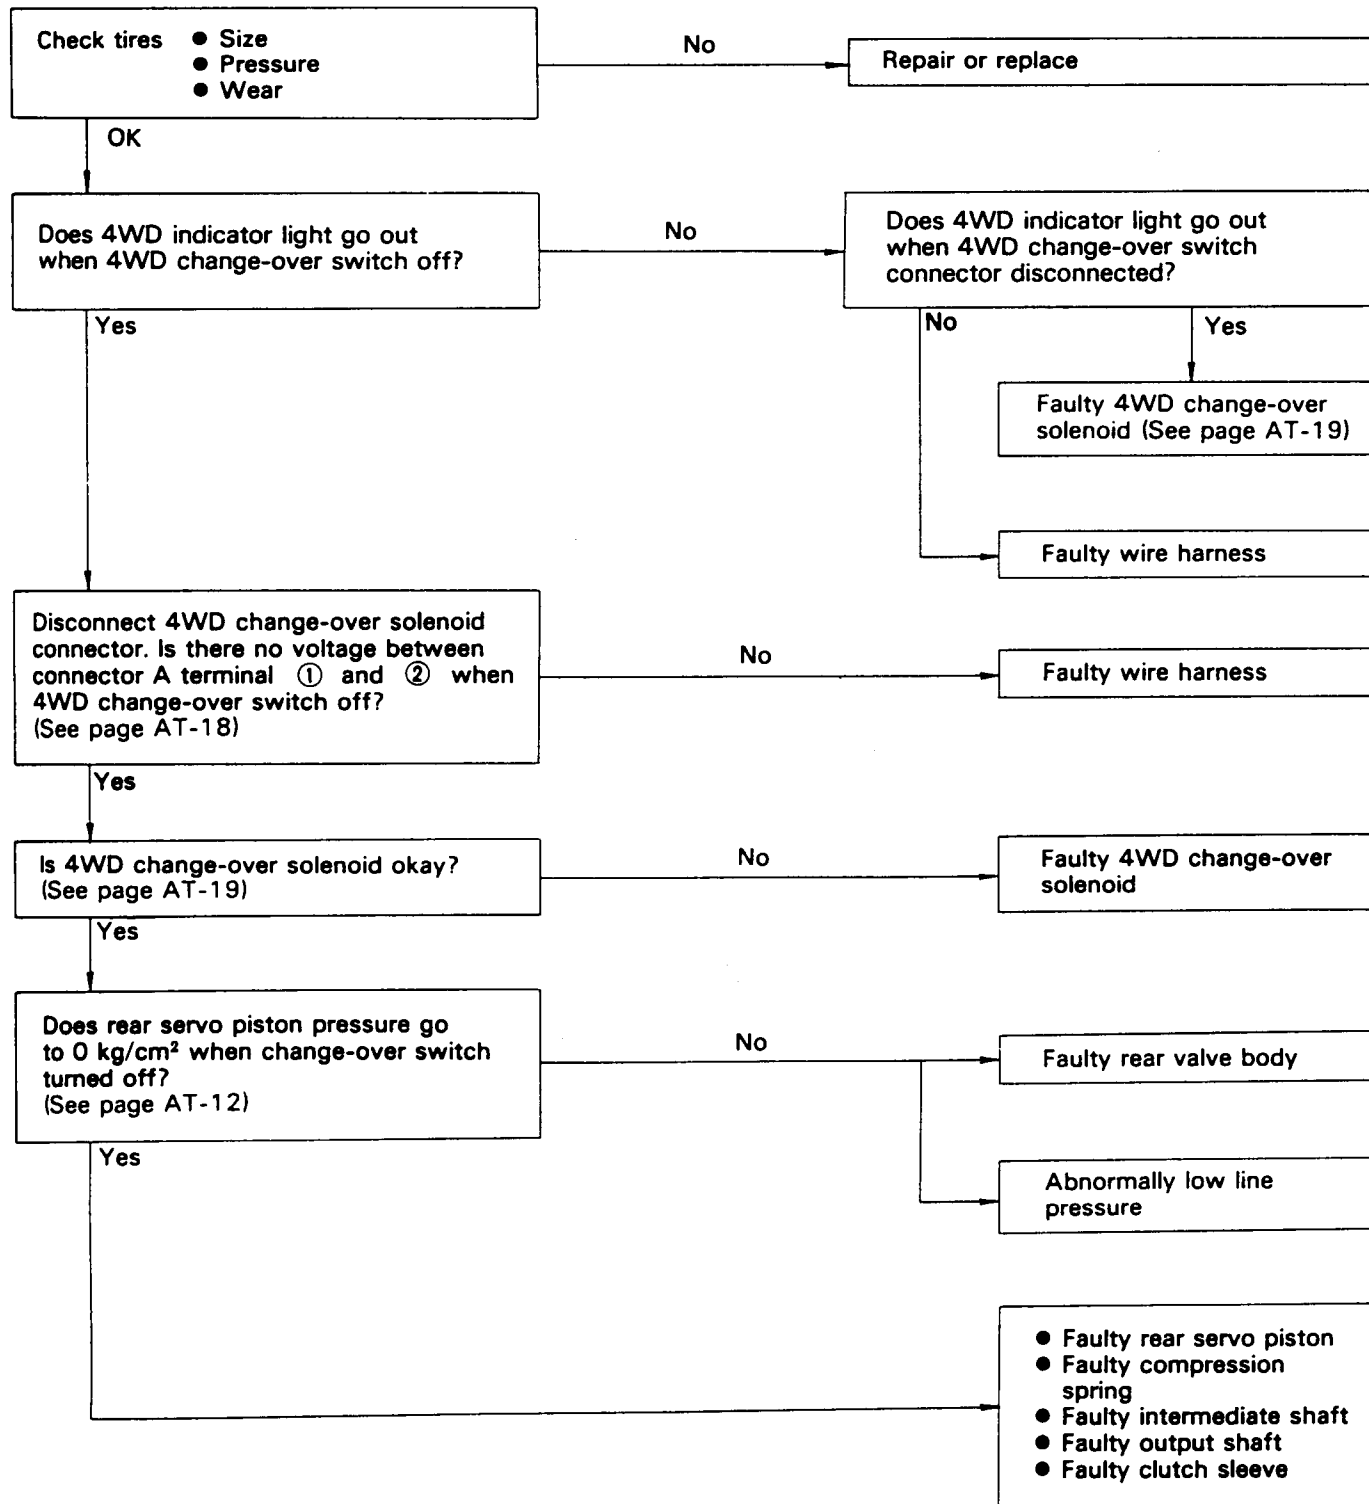 Check tires ● Size
● Pressure
● Wear
No
Repair or replace
OK
Does 4WD indicator light go out
when 4WD change-over switch off?
No
Does 4WD indicator light go out
when 4WD change-over switch
connector disconnected?
Yes
No
Yes
Faulty 4WD change-over
solenoid (See page AT-19)
Faulty wire harness
Disconnect 4WD change-over solenoid
connector. Is there no voltage between
connector A terminal ① and ② when
4WD change-over switch off?
(See page AT-18)
No
Faulty wire harness
Yes
Is 4WD change-over solenoid okay?
(See page AT-19)
No
Faulty 4WD change-over
solenoid
Yes
Does rear servo piston pressure go
to 0 kg/cm² when change-over switch
turned off?
(See page AT-12)
No
Faulty rear valve body
Yes
Abnormally low line
pressure
● Faulty rear servo piston
● Faulty compression
spring
● Faulty intermediate shaft
● Faulty output shaft
● Faulty clutch sleeve